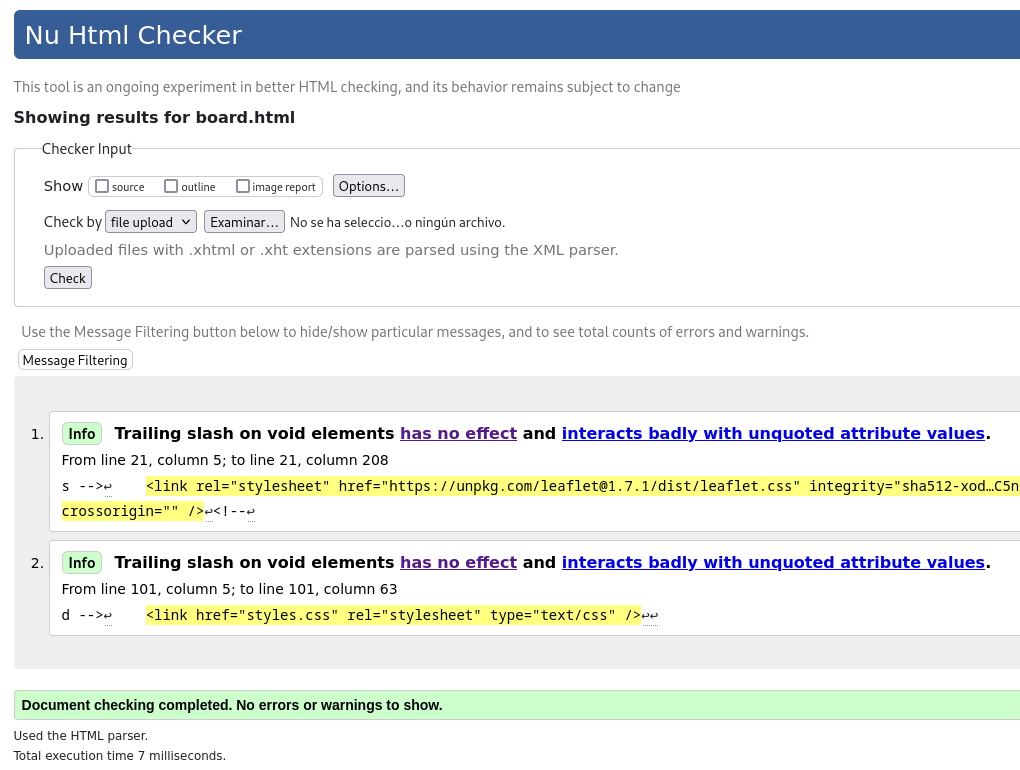 Nu Html Checker
This tool is an ongoing experiment in better HTML checking, and its behavior remains subject to change
Showing results for board.html
Checker Input
Show source outline image report Options...
Check by file upload Examinar... No se ha seleccio...o ningún archivo.
Uploaded files with .xhtml or .xht extensions are parsed using the XML parser.
Check
Use the Message Filtering button below to hide/show particular messages, and to see total counts of errors and warnings.
Message Filtering
1. Info Trailing slash on void elements has no effect and interacts badly with unquoted attribute values.
From line 21, column 5; to line 21, column 208
s -->↩    <link rel="stylesheet" href="https://unpkg.com/leaflet@1.7.1/dist/leaflet.css" integrity="sha512-xod…C5n
crossorigin="" />↩<!--↩
2. Info Trailing slash on void elements has no effect and interacts badly with unquoted attribute values.
From line 101, column 5; to line 101, column 63
d -->↩    <link href="styles.css" rel="stylesheet" type="text/css" />↩↩
Document checking completed. No errors or warnings to show.
Used the HTML parser.
Total execution time 7 milliseconds.